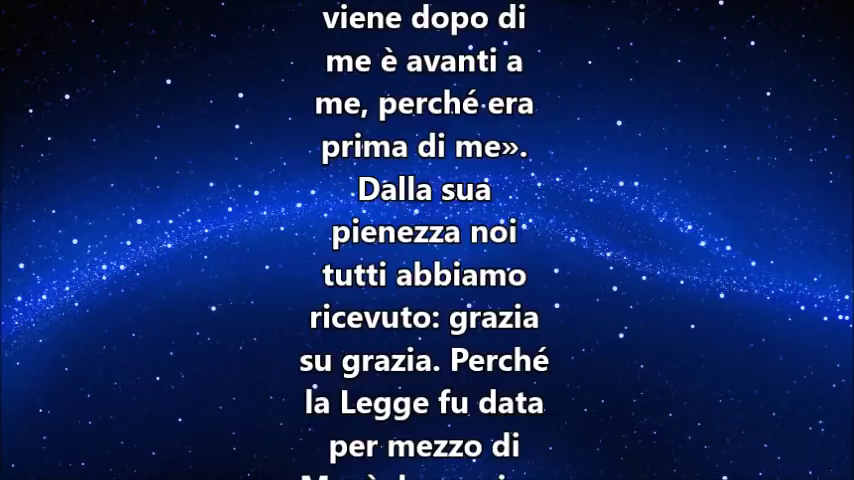 viene dopo di
me è avanti a
me, perché era
prima di me».
Dalla sua
pienezza noi
tutti abbiamo
ricevuto: grazia
su grazia. Perché
la Legge fu data
per mezzo di